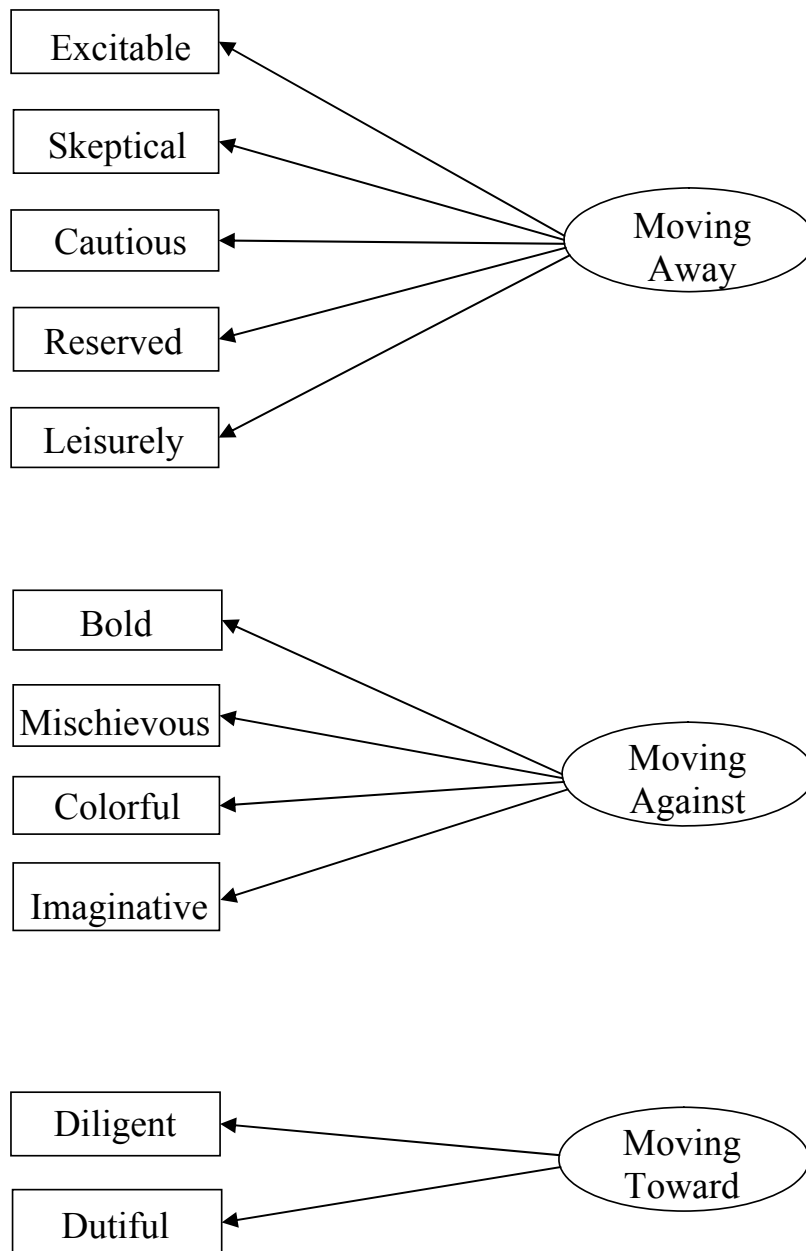 Excitable
Skeptical
Cautious
Reserved
Leisurely
Moving
Away
Bold
Mischievous
Colorful
Imaginative
Moving
Against
Diligent
Dutiful
Moving
Toward